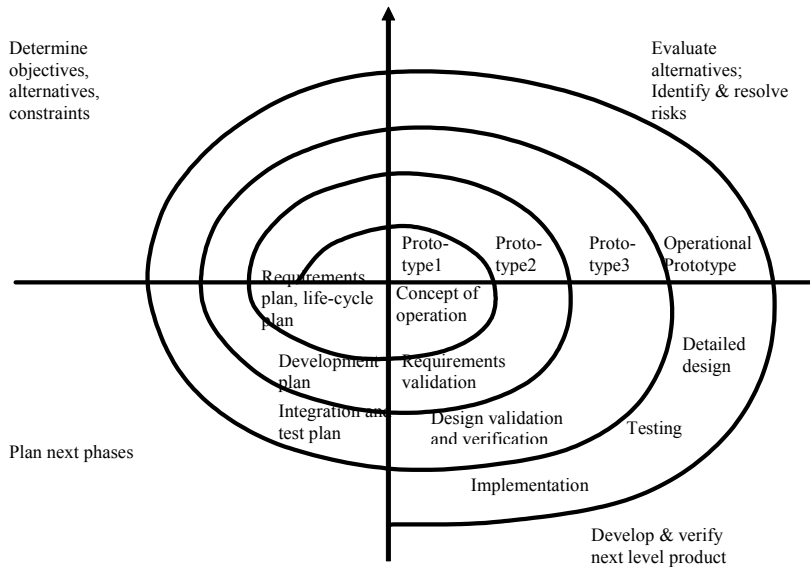 Determine
objectives,
alternatives,
constraints
Evaluate
alternatives;
Identify & resolve
risks
Proto-
type1
Proto-
type2
Proto-
type3
Operational
Prototype
Requirements
plan, life-cycle
plan
Concept of
operation
Development
plan
Requirements
validation
Integration and
test plan
Design validation
and verification
Detailed
design
Testing
Implementation
Plan next phases
Develop & verify
next level product